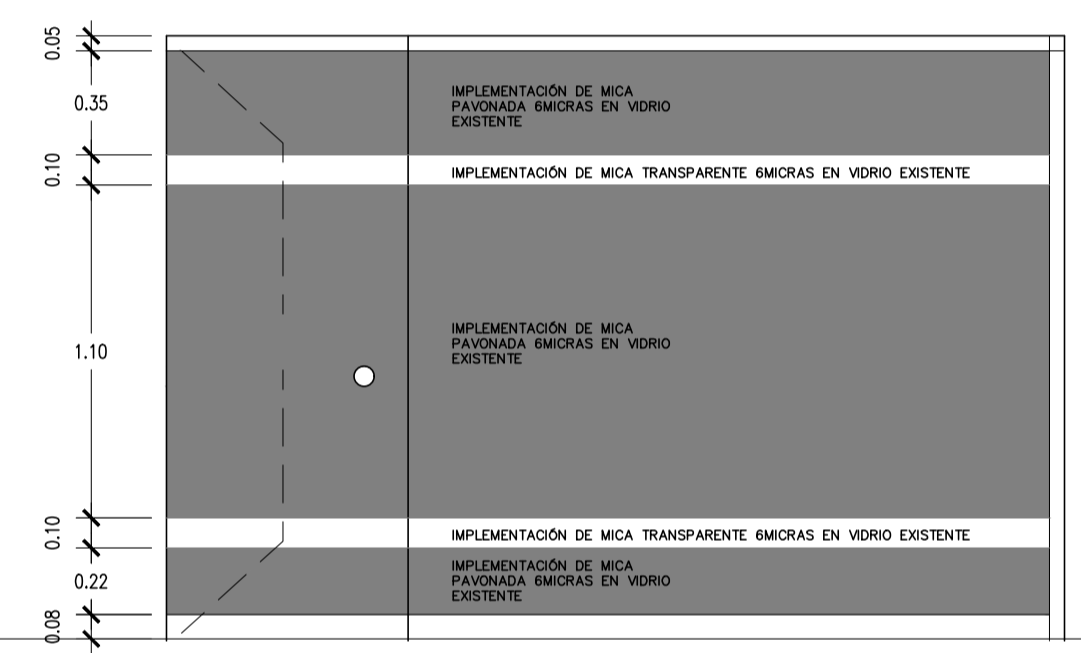 0.05
0.35
0.10
1.10
0.10
0.22
0.08
IMPLEMENTACIÓN DE MICA
PAVONADA 6MICRAS EN VIDRIO
EXISTENTE
IMPLEMENTACIÓN DE MICA TRANSPARENTE 6MICRAS EN VIDRIO EXISTENTE
IMPLEMENTACIÓN DE MICA
PAVONADA 6MICRAS EN VIDRIO
EXISTENTE
IMPLEMENTACIÓN DE MICA TRANSPARENTE 6MICRAS EN VIDRIO EXISTENTE
IMPLEMENTACIÓN DE MICA
PAVONADA 6MICRAS EN VIDRIO
EXISTENTE